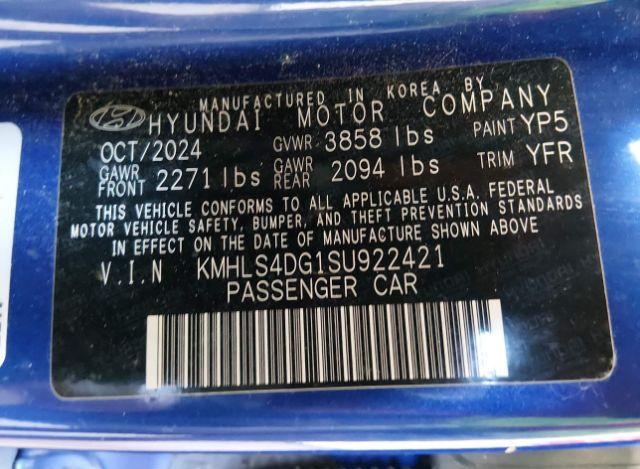 MANUFACTURED IN KOREA BY
HYUNDAI MOTOR COMPANY
OCT/2024 GVWR 3858 lbs PAINT YP5
GAWR FRONT 2271 lbs GAWR REAR 2094 lbs TRIM YFR
THIS VEHICLE CONFORMS TO ALL APPLICABLE U.S.A. FEDERAL
MOTOR VEHICLE SAFETY, BUMPER, AND THEFT PREVENTION STANDARDS
IN EFFECT ON THE DATE OF MANUFACTURE SHOWN ABOVE
V.I.N KMHLS4DG1SU922421
PASSENGER CAR